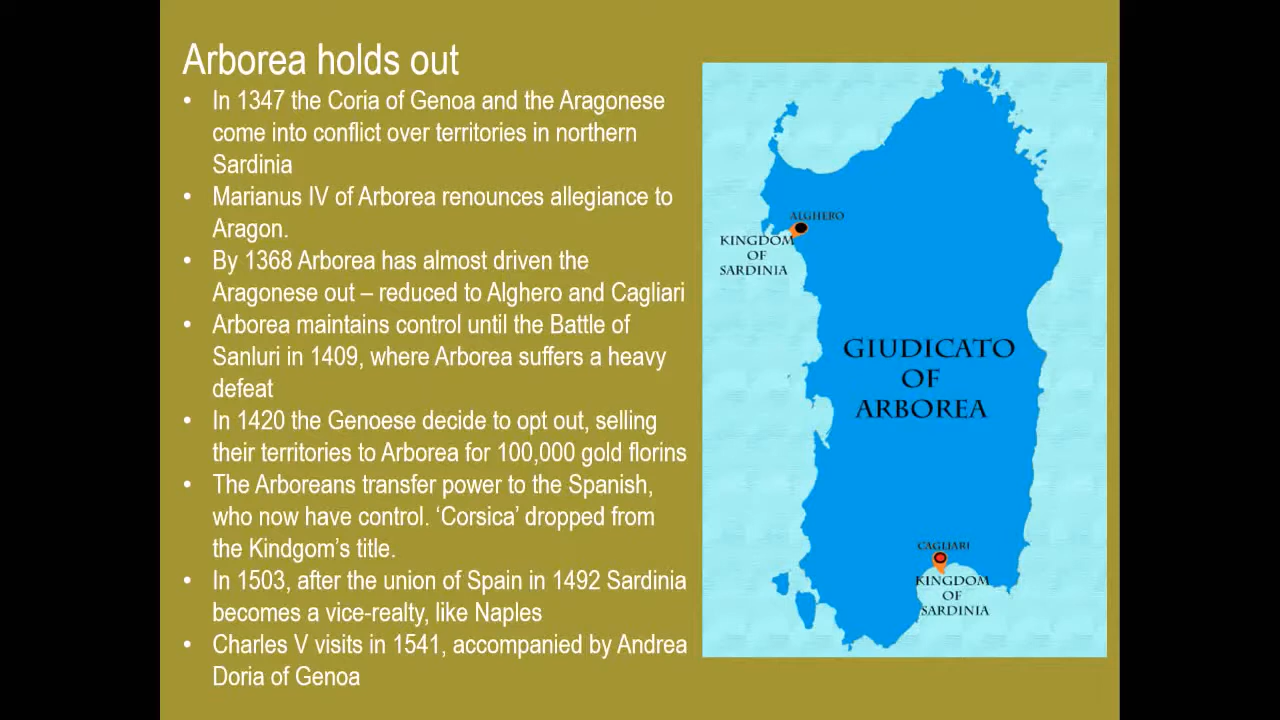 Arborea holds out
• In 1347 the Coria of Genoa and the Aragonese
come into conflict over territories in northern
Sardinia
• Marianus IV of Arborea renounces allegiance to
Aragon.
• By 1368 Arborea has almost driven the
Aragonese out – reduced to Alghero and Cagliari
• Arborea maintains control until the Battle of
Sanluri in 1409, where Arborea suffers a heavy
defeat
• In 1420 the Genoese decide to opt out, selling
their territories to Arborea for 100,000 gold florins
• The Arboreans transfer power to the Spanish,
who now have control. ‘Corsica’ dropped from
the Kindgom’s title.
• In 1503, after the union of Spain in 1492 Sardinia
becomes a vice-realty, like Naples
• Charles V visits in 1541, accompanied by Andrea
Doria of Genoa
ALGHERO
KINGDOM
OF
SARDINIA
GIUDICATO
OF
ARBOREA
CAGLIARI
KINGDOM
OF
SARDINIA